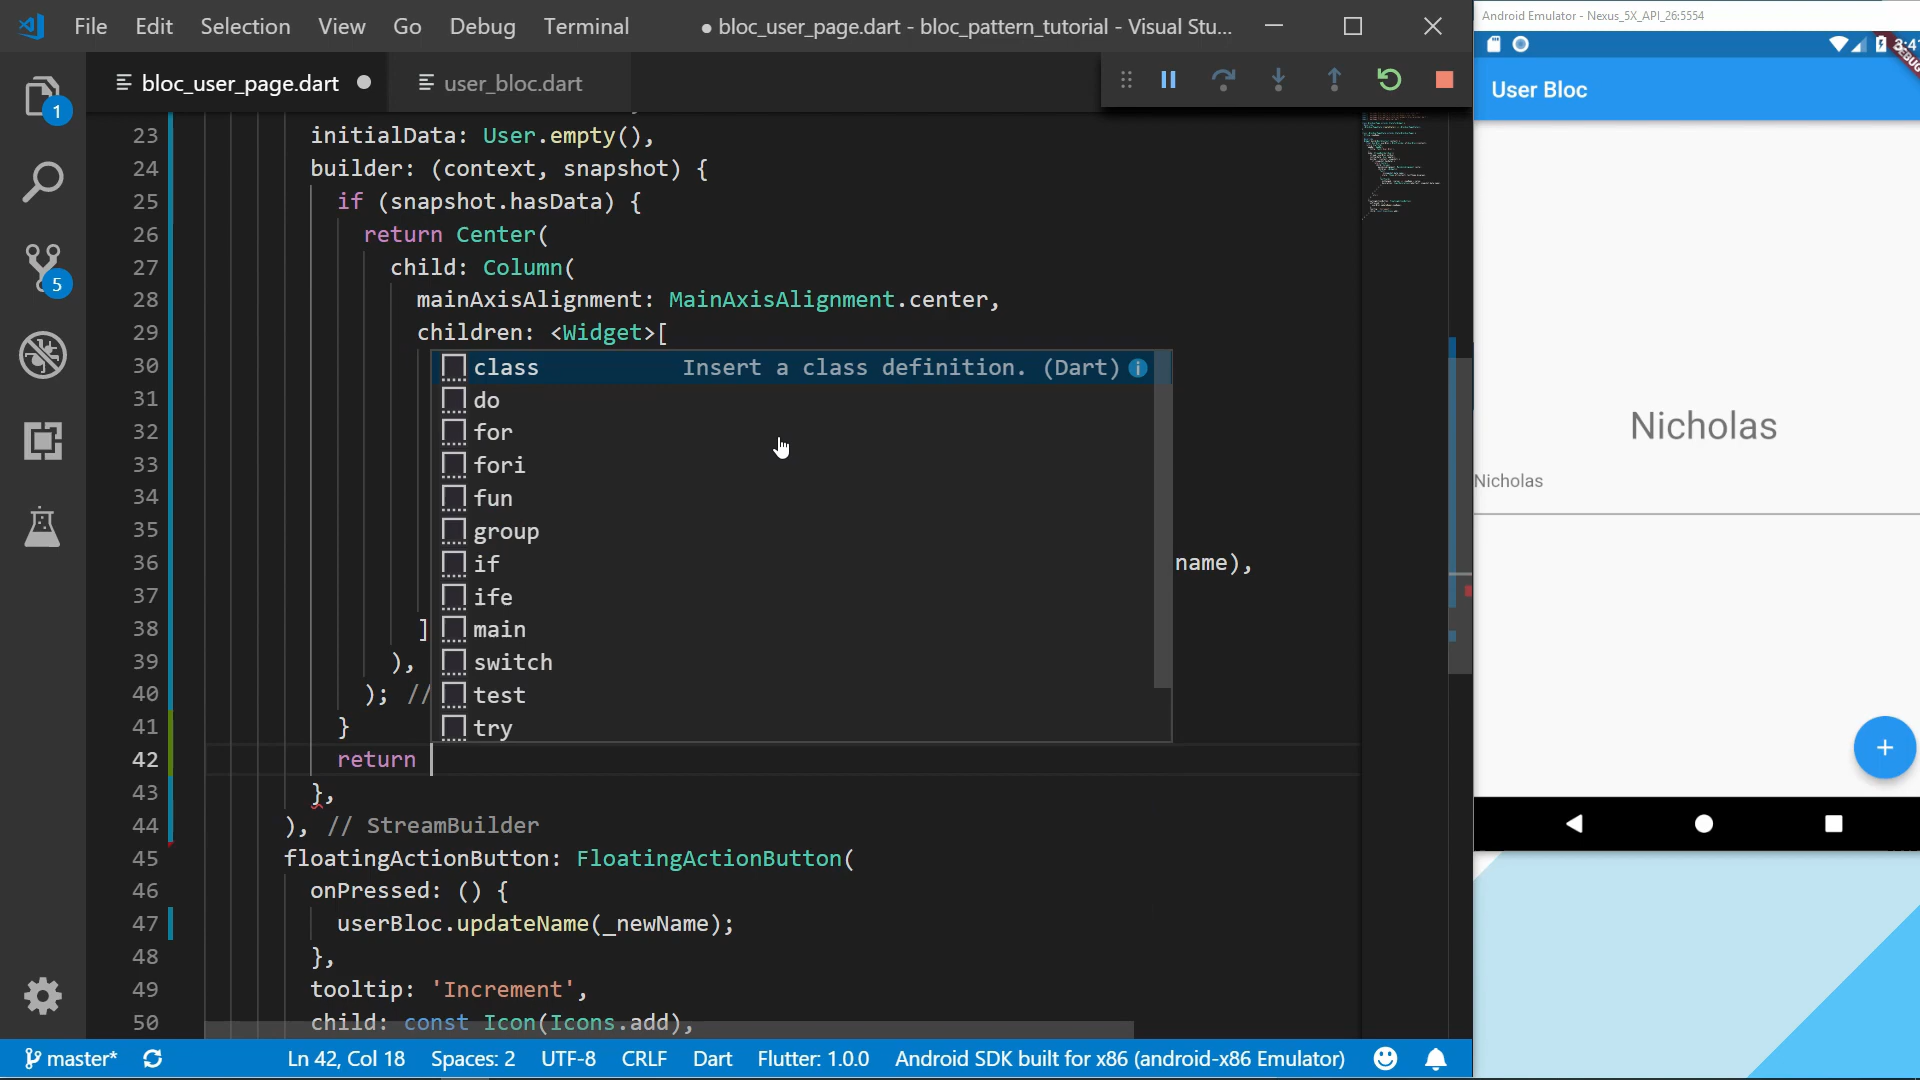 File Edit Selection View Go Debug Terminal
● bloc_user_page.dart - bloc_pattern_tutorial - Visual Stu...
bloc_user_page.dart
user_bloc.dart
1
5
23 initialData: User.empty(),
24 builder: (context, snapshot) {
25 if (snapshot.hasData) {
26 return Center(
27 child: Column(
28 mainAxisAlignment: MainAxisAlignment.center,
29 children: <Widget>[
30 class Insert a class definition. (Dart)
31 do
32 for
33 fori
34 fun
35 group
36 if name),
37 ife
38 ] main
39 ), switch
40 ); // test
41 } try
42 return
43 },
44 ), // StreamBuilder
45 floatingActionButton: FloatingActionButton(
46 onPressed: () {
47 userBloc.updateName(_newName);
48 },
49 tooltip: 'Increment',
50 child: const Icon(Icons.add),
master* Ln 42, Col 18 Spaces: 2 UTF-8 CRLF Dart Flutter: 1.0.0 Android SDK built for x86 (android-x86 Emulator)
Android Emulator - Nexus_5X_API_26:5554
DEBUG
User Bloc
Nicholas
Nicholas
+